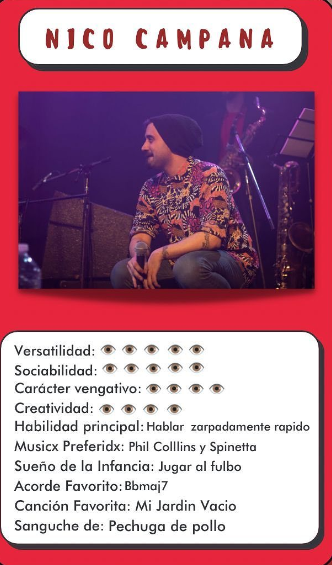 NICO CAMPANA
Versatilidad: 👁 👁 👁 👁 👁
Sociabilidad: 👁 👁 👁 👁 👁
Carácter vengativo: 👁 👁 👁 👁
Creatividad: 👁 👁 👁 👁
Habilidad principal: Hablar zarpadamente rapido
Musicx Preferidx: Phil Colllins y Spinetta
Sueño de la Infancia: Jugar al fulbo
Acorde Favorito: Bbmaj7
Canción Favorita: Mi Jardin Vacio
Sanguche de: Pechuga de pollo